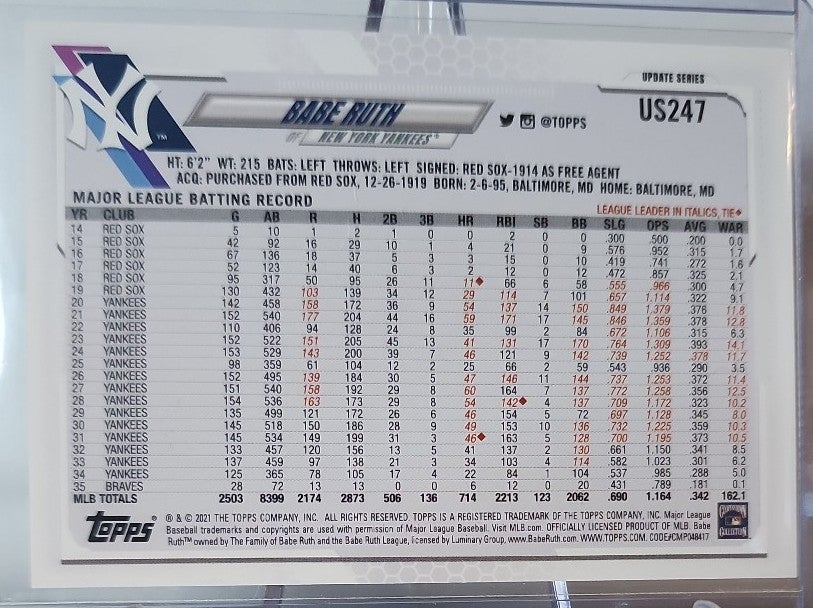 UPDATE SERIES
US247
NY
TM
BABE RUTH
OF NEW YORK YANKEES®
@TOPPS
HT: 6'2" WT: 215 BATS: LEFT THROWS: LEFT SIGNED: RED SOX-1914 AS FREE AGENT
ACQ: PURCHASED FROM RED SOX, 12-26-1919 BORN: 2-6-95, BALTIMORE, MD HOME: BALTIMORE, MD
MAJOR LEAGUE BATTING RECORD LEAGUE LEADER IN ITALICS, TIE♦
YR CLUB G AB R H 2B 3B HR RBI SB BB SLG OPS AVG WAR
14 RED SOX 5 10 1 2 1 0 0 2 0 0 .300 .500 .200 0.0
15 RED SOX 42 92 16 29 10 1 4 21 0 9 .576 .952 .315 1.7
16 RED SOX 67 136 18 37 5 3 3 15 0 10 .419 .741 .272 1.6
17 RED SOX 52 123 14 40 6 3 2 12 0 12 .472 .857 .325 2.1
18 RED SOX 95 317 50 95 26 11 11♦ 66 6 58 .555 .966 .300 4.7
19 RED SOX 130 432 103 139 34 12 29 114 7 101 .657 1.114 .322 9.1
20 YANKEES 142 458 158 172 36 9 54 137 14 150 .849 1.379 .376 11.8
21 YANKEES 152 540 177 204 44 16 59 171 17 145 .846 1.359 .378 12.8
22 YANKEES 110 406 94 128 24 8 35 99 2 84 .672 1.106 .315 6.3
23 YANKEES 152 522 151 205 45 13 41 131 17 170 .764 1.309 .393 14.1
24 YANKEES 153 529 143 200 39 7 46 121 9 142 .739 1.252 .378 11.7
25 YANKEES 98 359 61 104 12 2 25 66 2 59 .543 .936 .290 3.5
26 YANKEES 152 495 139 184 30 5 47 146 11 144 .737 1.253 .372 11.4
27 YANKEES 151 540 158 192 29 8 60 164 7 137 .772 1.258 .356 12.5
28 YANKEES 154 536 163 173 29 8 54 142♦ 4 137 .709 1.172 .323 10.2
29 YANKEES 135 499 121 172 26 6 46 154 5 72 .697 1.128 .345 8.0
30 YANKEES 145 518 150 186 28 9 49 153 10 136 .732 1.225 .359 10.3
31 YANKEES 145 534 149 199 31 3 46♦ 163 5 128 .700 1.195 .373 10.5
32 YANKEES 133 457 120 156 13 5 41 137 2 130 .661 1.150 .341 8.5
33 YANKEES 137 459 97 138 21 3 34 103 4 114 .582 1.023 .301 6.2
34 YANKEES 125 365 78 105 17 4 22 84 1 104 .537 .985 .288 5.0
35 BRAVES 28 72 13 13 0 0 6 12 0 20 .431 .789 .181 0.1
MLB TOTALS 2503 8399 2174 2873 506 136 714 2213 123 2062 .690 1.164 .342 162.1
topps
® & © 2021 THE TOPPS COMPANY, INC. ALL RIGHTS RESERVED. TOPPS IS A REGISTERED TRADEMARK OF THE TOPPS COMPANY, INC. Major League
Baseball trademarks and copyrights are used with permission of Major League Baseball. Visit MLB.com. OFFICIALLY LICENSED PRODUCT OF MLB. Babe
Ruth™ owned by The Family of Babe Ruth and the Babe Ruth League, licensed by Luminary Group, www.BabeRuth.com. WWW.TOPPS.COM. CODE#CMP048417
COOPERSTOWN
COLLECTION